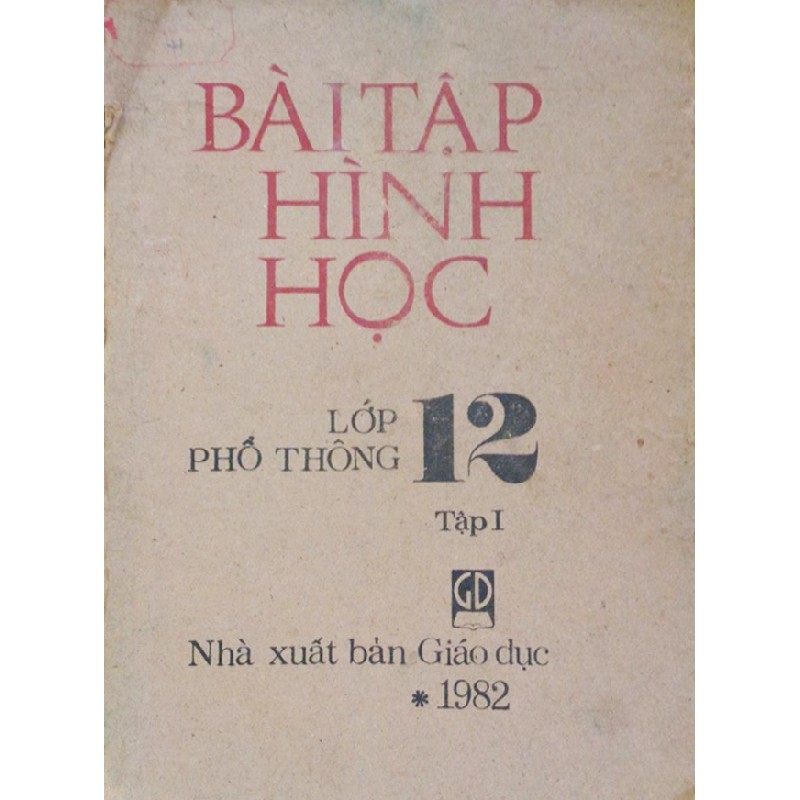 BÀI TẬP
HÌNH
HỌC
LỚP
PHỔ THÔNG 12
Tập I
GD
Nhà xuất bản Giáo dục
* 1982